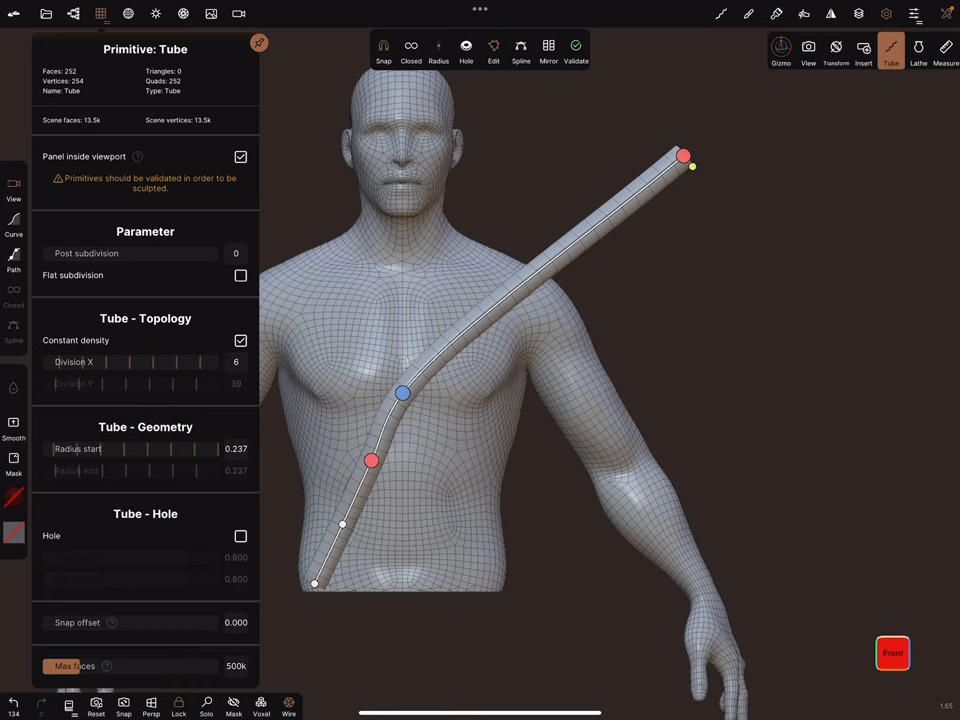 Primitive: Tube
Faces: 252
Triangles: 0
Vertices: 254
Quads: 252
Name: Tube
Type: Tube
Scene faces: 13.5k
Scene vertices: 13.5k
Panel inside viewport ?
Primitives should be validated in order to be
sculpted.
Parameter
Post subdivision 0
Flat subdivision
Tube - Topology
Constant density
Division X 6
Division Y 39
Tube - Geometry
Radius start 0.237
Radius end 0.237
Tube - Hole
Hole
0.800
0.800
Snap offset ? 0.000
Max faces ? 500k
View
Curve
Path
Closed
Spline
Smooth
Mask
Snap Closed Radius Hole Edit Spline Mirror Validate
Gizmo View Transform Insert Tube Lathe Measure
Front
134 0 Reset Snap Persp Lock Solo Mask Voxel Wire
1.65